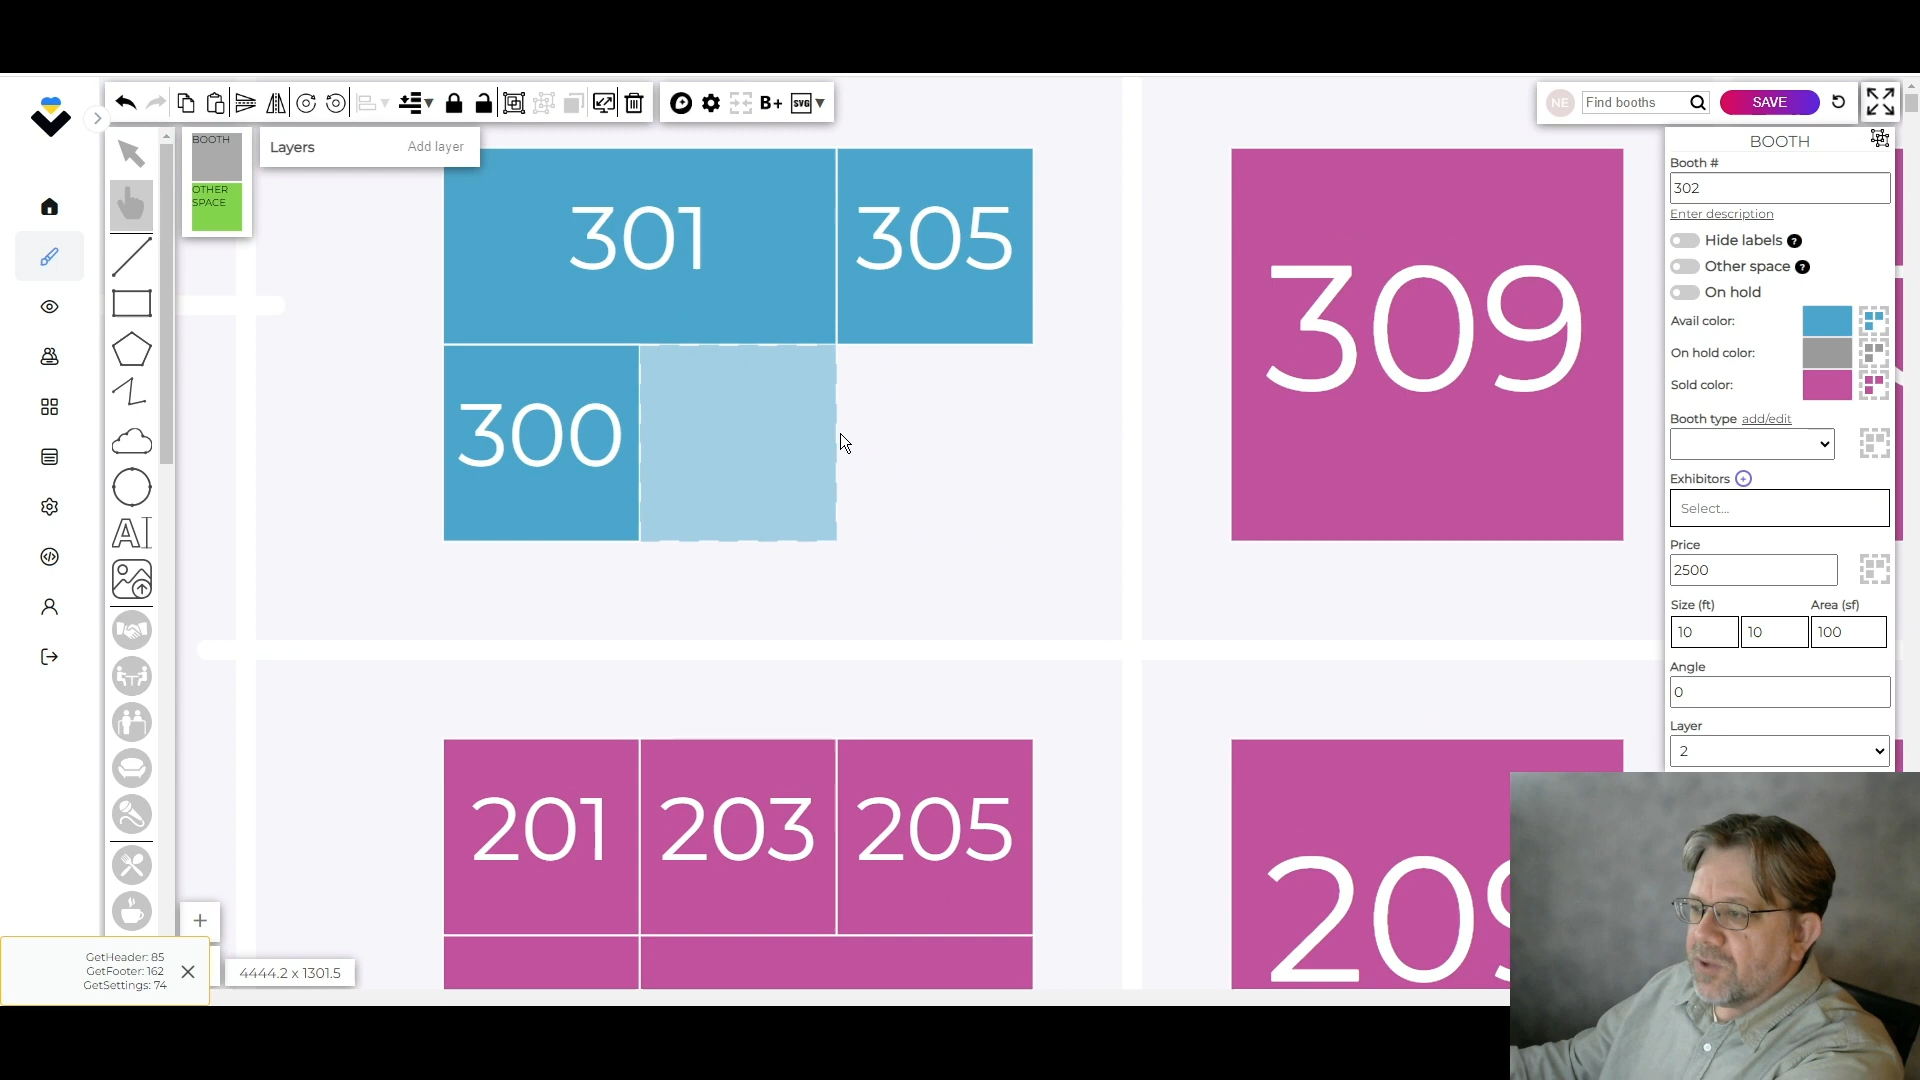 SVG
NE
Find booths
SAVE
BOOTH
OTHER
SPACE
Layers
Add layer
301
305
300
309
201
203
205
209
BOOTH
Booth #
302
Enter description
Hide labels ?
Other space ?
On hold
Avail color:
On hold color:
Sold color:
Booth type add/edit
Exhibitors
Select...
Price
2500
Size (ft)
Area (sf)
10
10
100
Angle
0
Layer
2
B+
A
GetHeader: 85
GetFooter: 162
GetSettings: 74
4444.2 x 1301.5